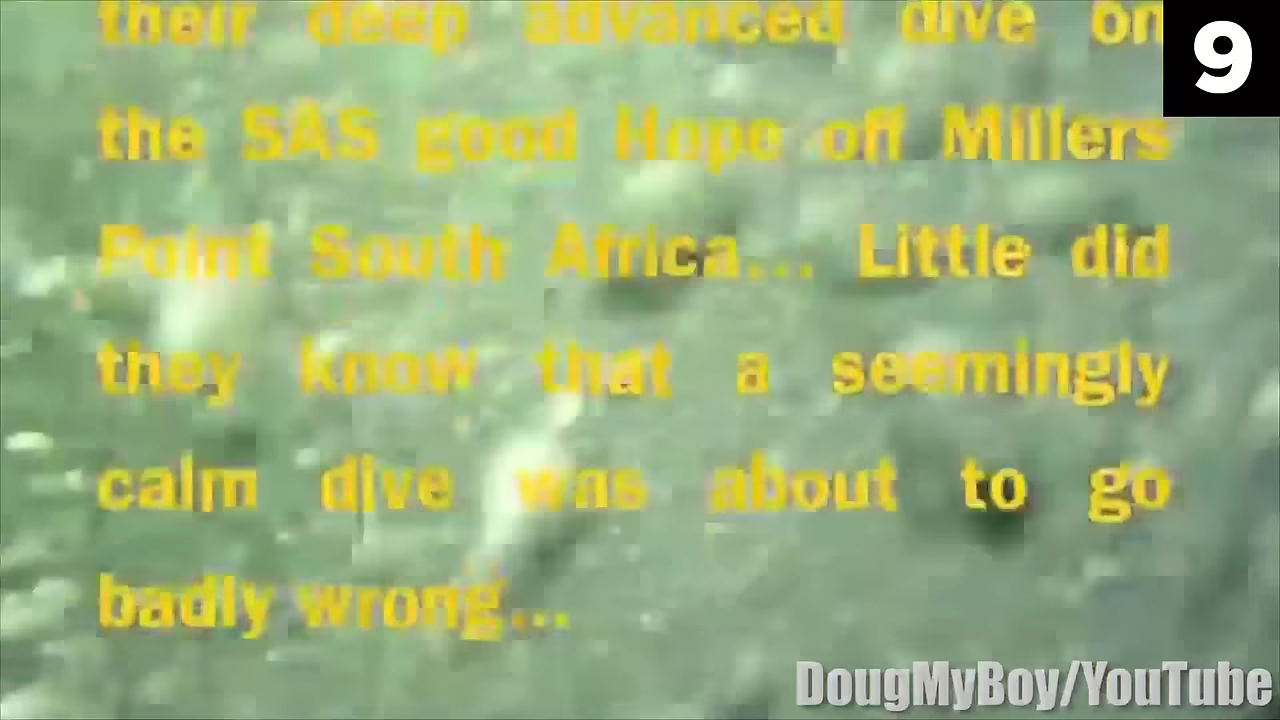 their deep advanced dive on
the SAS good Hope off Millers
Point South Africa... Little did
they know that a seemingly
calm dive was about to go
badly wrong...
9
DougMyBoy/YouTube